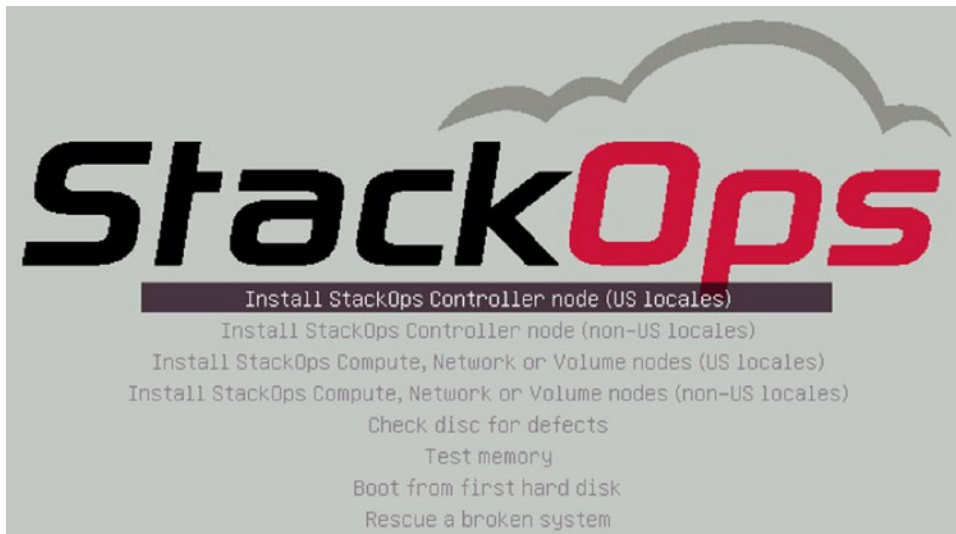 StackOps
Install StackOps Controller node (US locales)
Install StackOps Controller node (non-US locales)
Install StackOps Compute, Network or Volume nodes (US locales)
Install StackOps Compute, Network or Volume nodes (non-US locales)
Check disc for defects
Test memory
Boot from first hard disk
Rescue a broken system